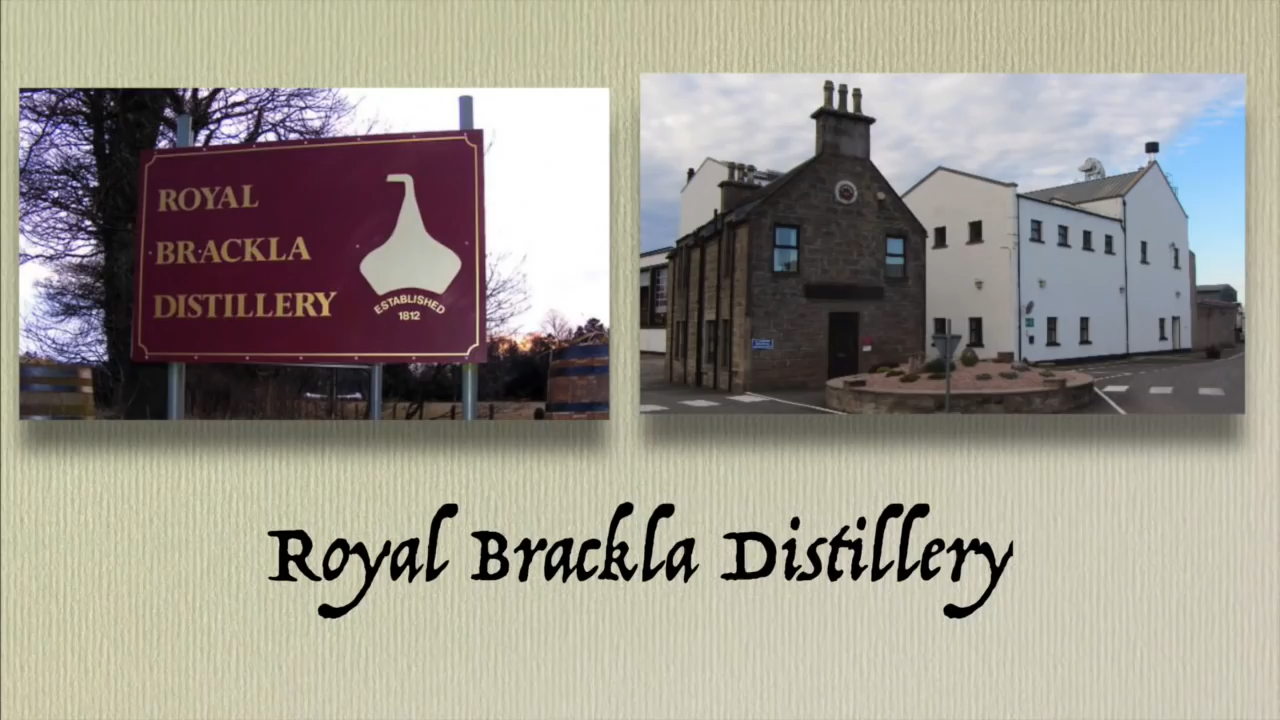 ROYAL
BRACKLA
DISTILLERY
ESTABLISHED
1812
Royal Brackla Distillery